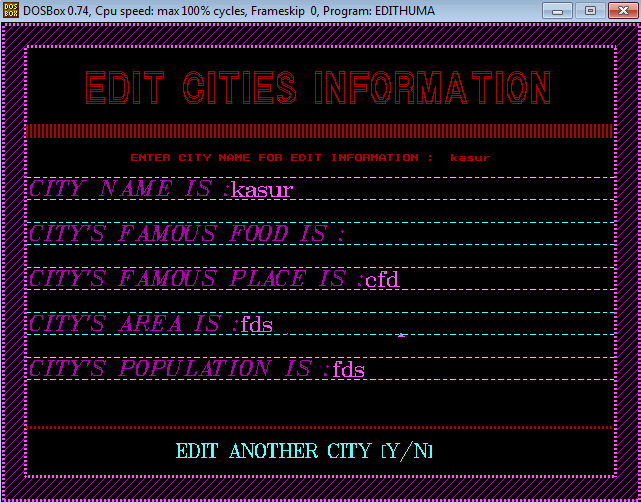 DOSBox 0.74, Cpu speed: max 100% cycles, Frameskip 0, Program: EDITHUMA
EDIT CITIES INFORMATION
ENTER CITY NAME FOR EDIT INFORMATION : kasur
CITY NAME IS :kasur
CITY'S FAMOUS FOOD IS :
CITY'S FAMOUS PLACE IS :cfd
CITY'S AREA IS :fds
CITY'S POPULATION IS :fds
EDIT ANOTHER CITY [Y/N]